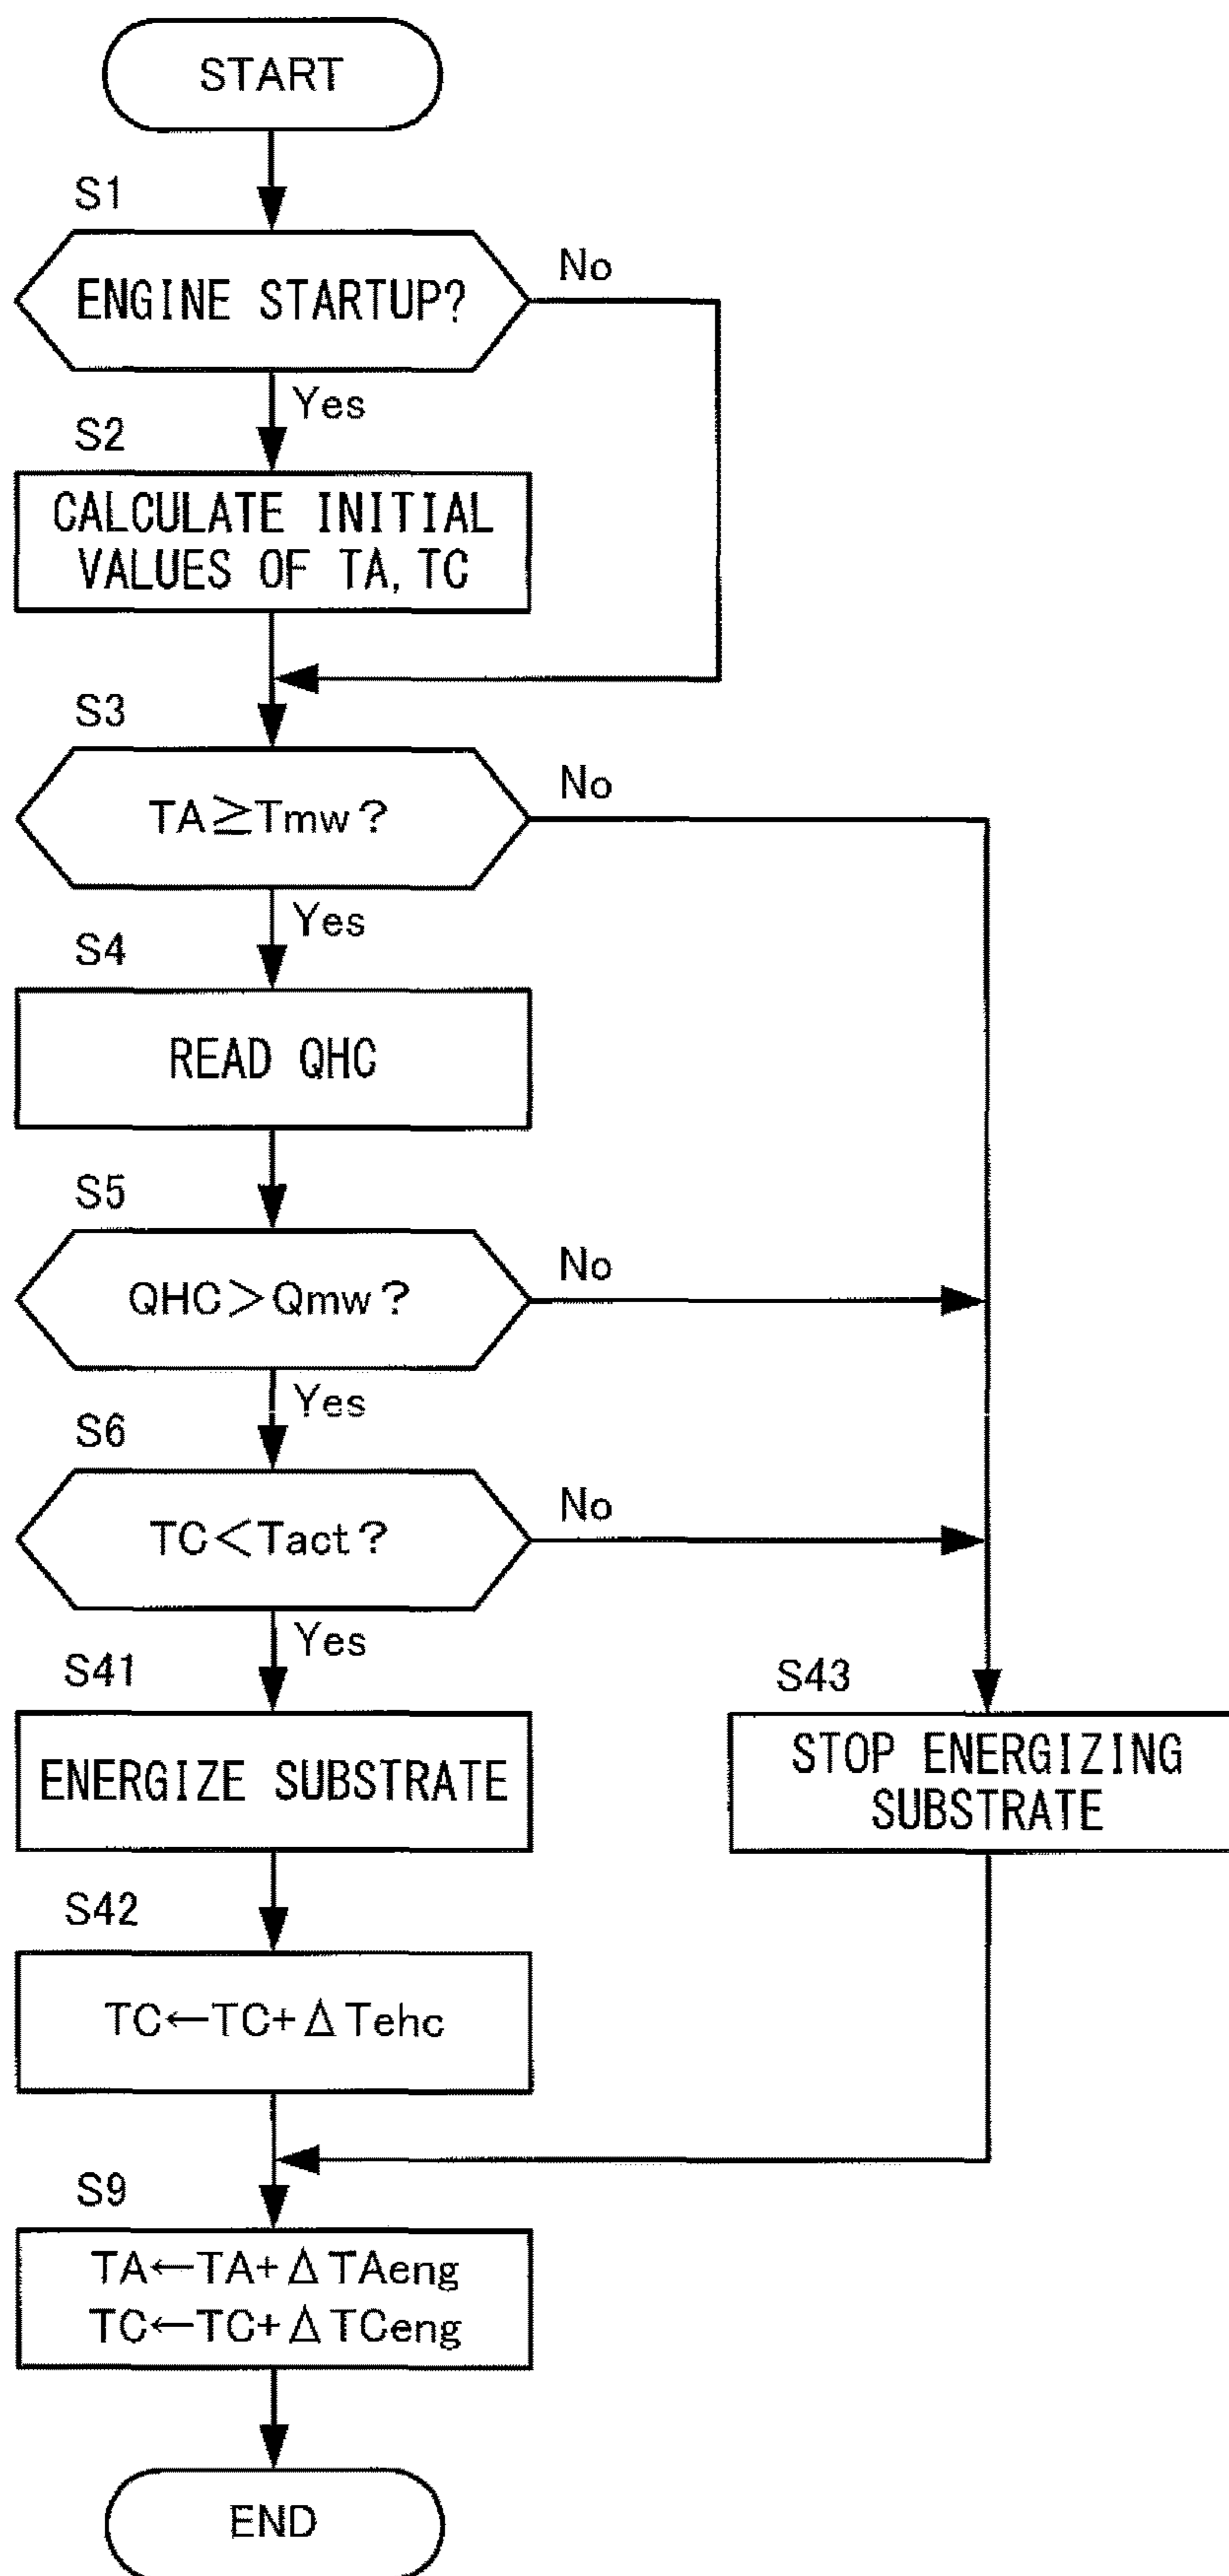 START
S1
ENGINE STARTUP?
No
Yes
S2
CALCULATE INITIAL
VALUES OF TA, TC
S3
TA≧Tmw?
No
Yes
S4
READ QHC
S5
QHC>Qmw?
No
Yes
S6
TC<Tact?
No
Yes
S41
ENERGIZE SUBSTRATE
S43
STOP ENERGIZING
SUBSTRATE
S42
TC←TC+ΔTehc
S9
TA←TA+ΔTAeng
TC←TC+ΔTCeng
END